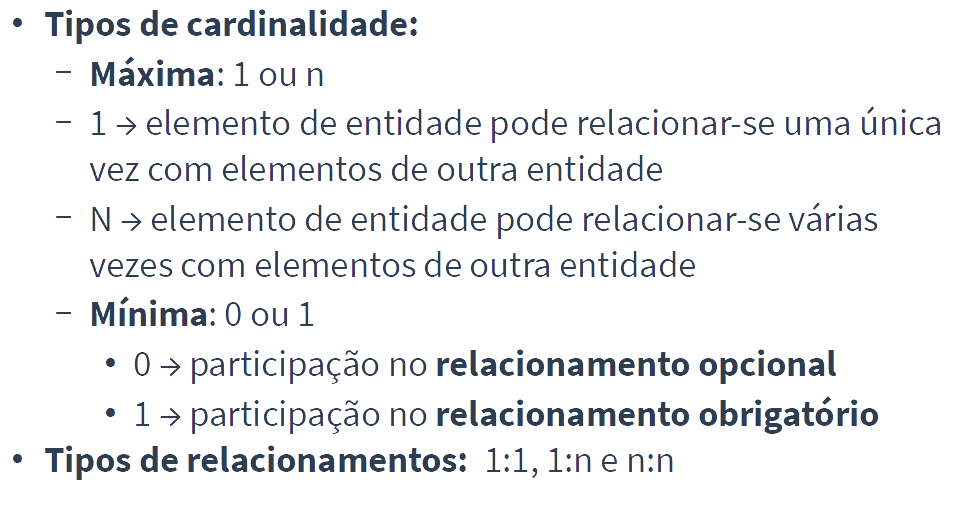 • Tipos de cardinalidade:
– Máxima: 1 ou n
– 1 → elemento de entidade pode relacionar-se uma única
vez com elementos de outra entidade
– N → elemento de entidade pode relacionar-se várias
vezes com elementos de outra entidade
– Mínima: 0 ou 1
• 0 → participação no relacionamento opcional
• 1 → participação no relacionamento obrigatório
• Tipos de relacionamentos: 1:1, 1:n e n:n